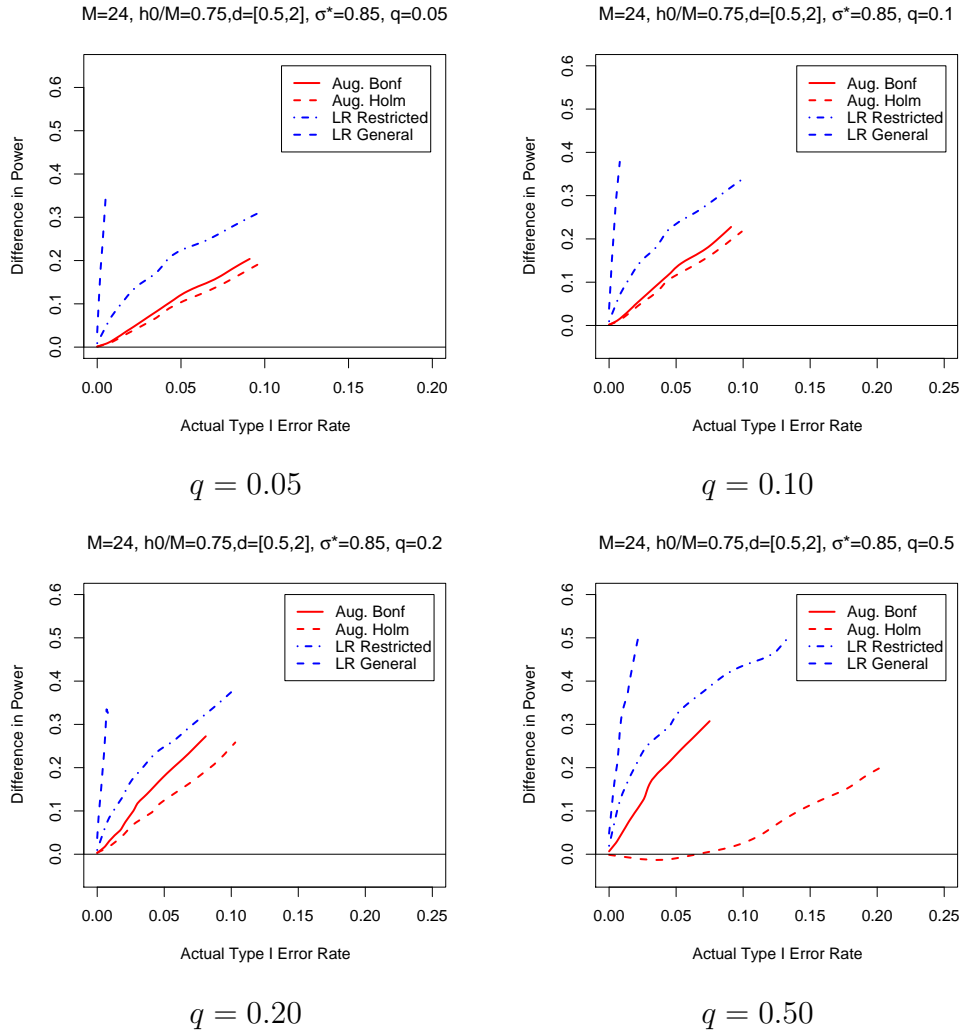 M=24, h0/M=0.75,d=[0.5,2], σ*=0.85, q=0.05
Difference in Power
0.0 0.1 0.2 0.3 0.4 0.5 0.6
Aug. Bonf
Aug. Holm
LR Restricted
LR General
0.00 0.05 0.10 0.15 0.20
Actual Type I Error Rate
q = 0.05
M=24, h0/M=0.75,d=[0.5,2], σ*=0.85, q=0.1
Difference in Power
0.0 0.1 0.2 0.3 0.4 0.5 0.6
Aug. Bonf
Aug. Holm
LR Restricted
LR General
0.00 0.05 0.10 0.15 0.20 0.25
Actual Type I Error Rate
q = 0.10
M=24, h0/M=0.75,d=[0.5,2], σ*=0.85, q=0.2
Difference in Power
0.0 0.1 0.2 0.3 0.4 0.5 0.6
Aug. Bonf
Aug. Holm
LR Restricted
LR General
0.00 0.05 0.10 0.15 0.20 0.25
Actual Type I Error Rate
q = 0.20
M=24, h0/M=0.75,d=[0.5,2], σ*=0.85, q=0.5
Difference in Power
0.0 0.1 0.2 0.3 0.4 0.5 0.6
Aug. Bonf
Aug. Holm
LR Restricted
LR General
0.00 0.05 0.10 0.15 0.20 0.25
Actual Type I Error Rate
q = 0.50